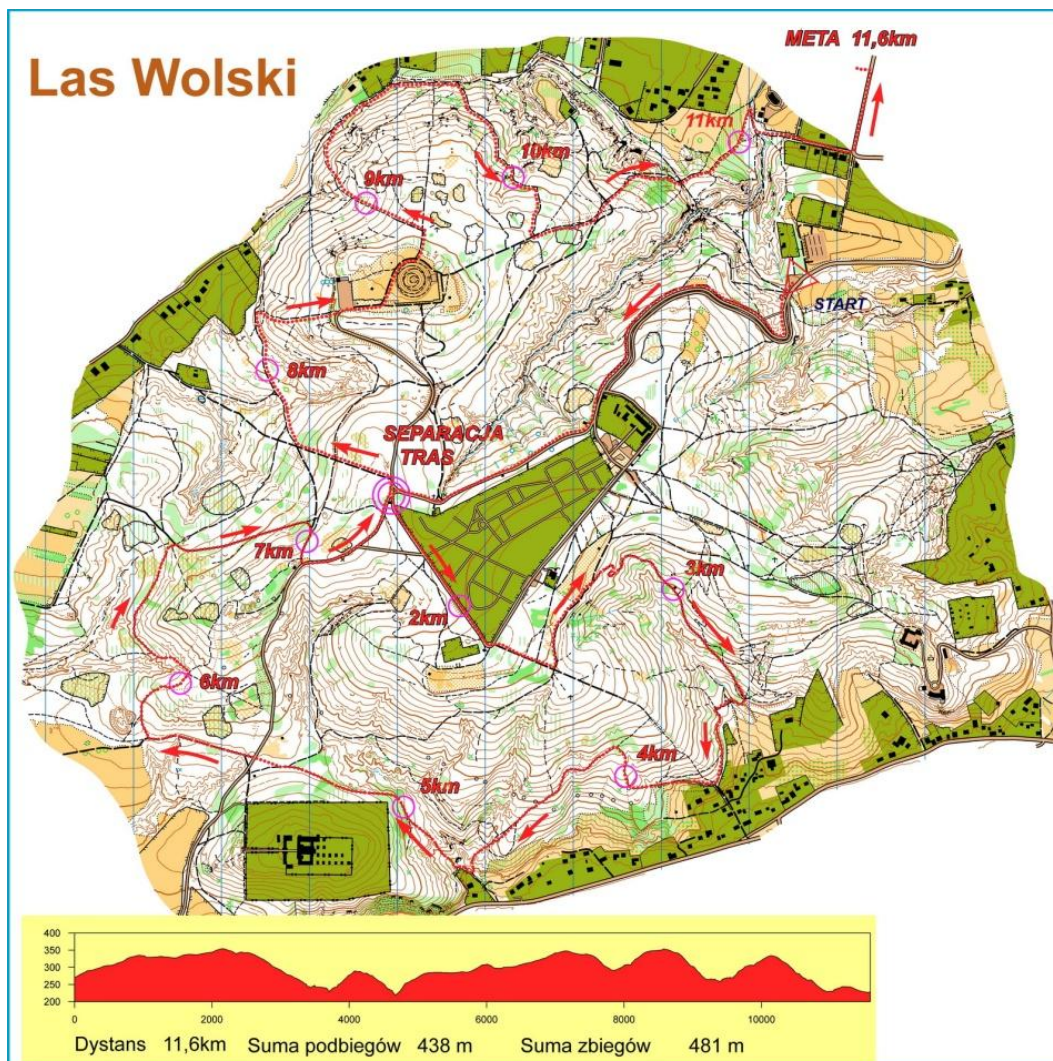 META 11,6km
Las Wolski
11km
10km
9km
START
8km
SEPARACJA
TRAS
7km
3km
2km
6km
4km
5km
400
350
300
250
200
0
2000
4000
6000
8000
10000
Dystans 11,6km Suma podbiegów 438 m Suma zbiegów 481 m